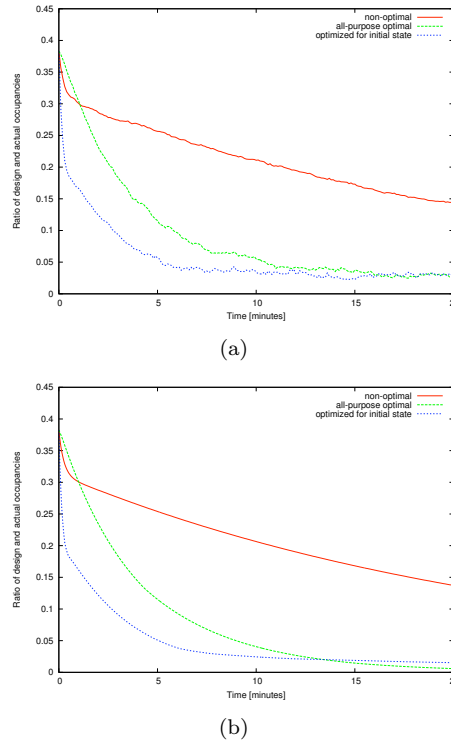 0.45
non-optimal
all-purpose optimal
optimized for initial state
0.4
0.35
0.3
0.25
0.2
0.15
0.1
0.05
0
Ratio of design and actual occupancies
0
5
10
15
2
Time [minutes]
(a)
0.45
non-optimal
all-purpose optimal
optimized for initial state
0.4
0.35
0.3
0.25
0.2
0.15
0.1
0.05
0
Ratio of design and actual occupancies
0
5
10
15
2
Time [minutes]
(b)